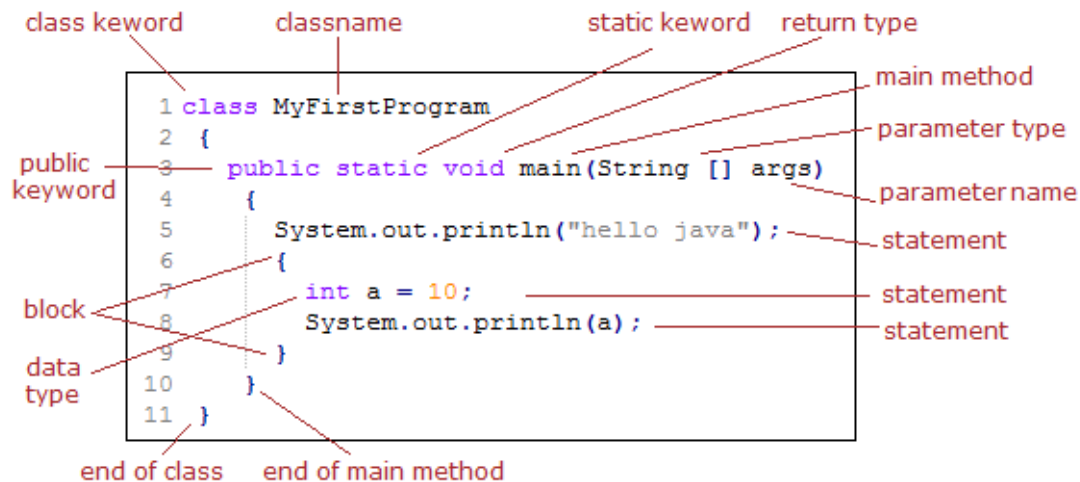 class keword
classname
static keword
return type
main method
parameter type
public
keyword
parameter name
1 class MyFirstProgram
2 {
3 public static void main(String [] args)
4 {
5 System.out.println("hello java");
6 {
7 int a = 10;
8 System.out.println(a);
9 }
10 }
11 }
statement
statement
statement
block
data
type
end of class
end of main method